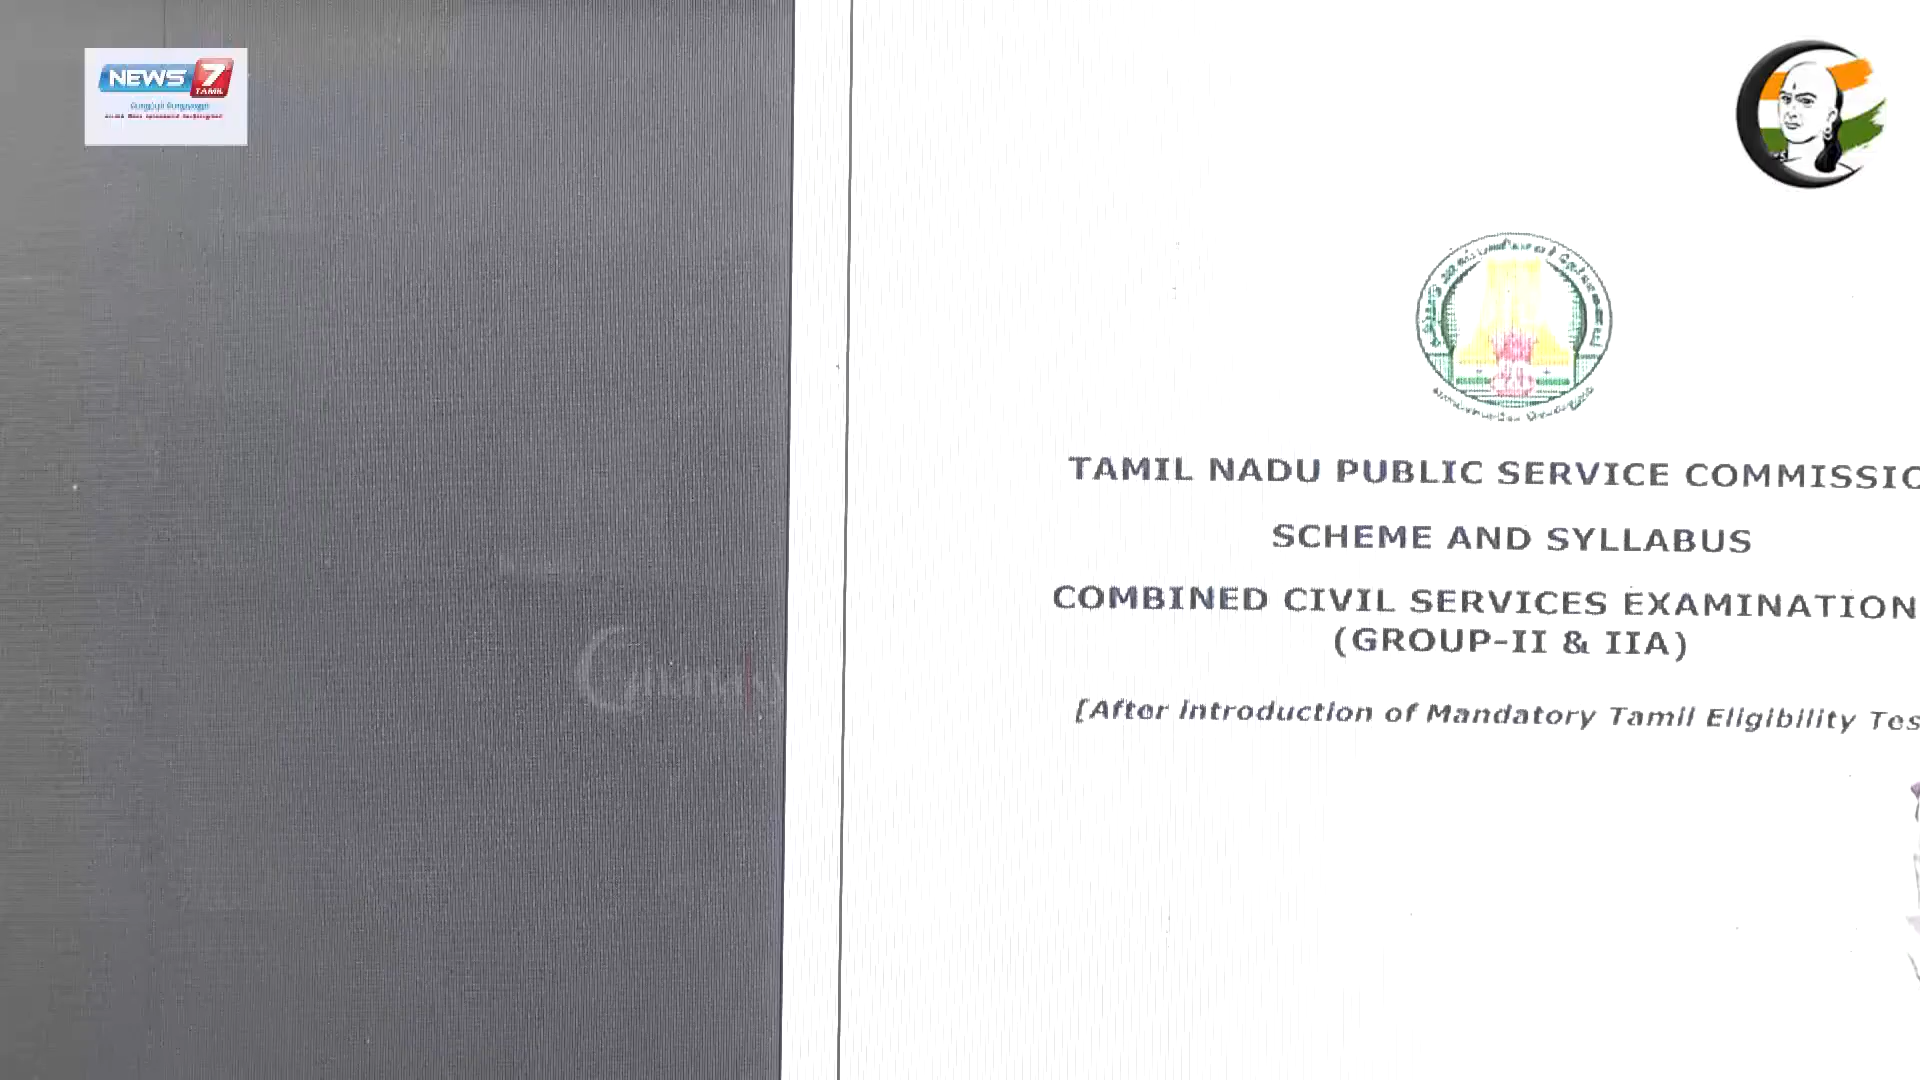 NEWS 7
TAMIL
TAMIL NADU PUBLIC SERVICE COMMISSIO
SCHEME AND SYLLABUS
COMBINED CIVIL SERVICES EXAMINATION
(GROUP-II & IIA)
[After introduction of Mandatory Tamil Eligibility Tes